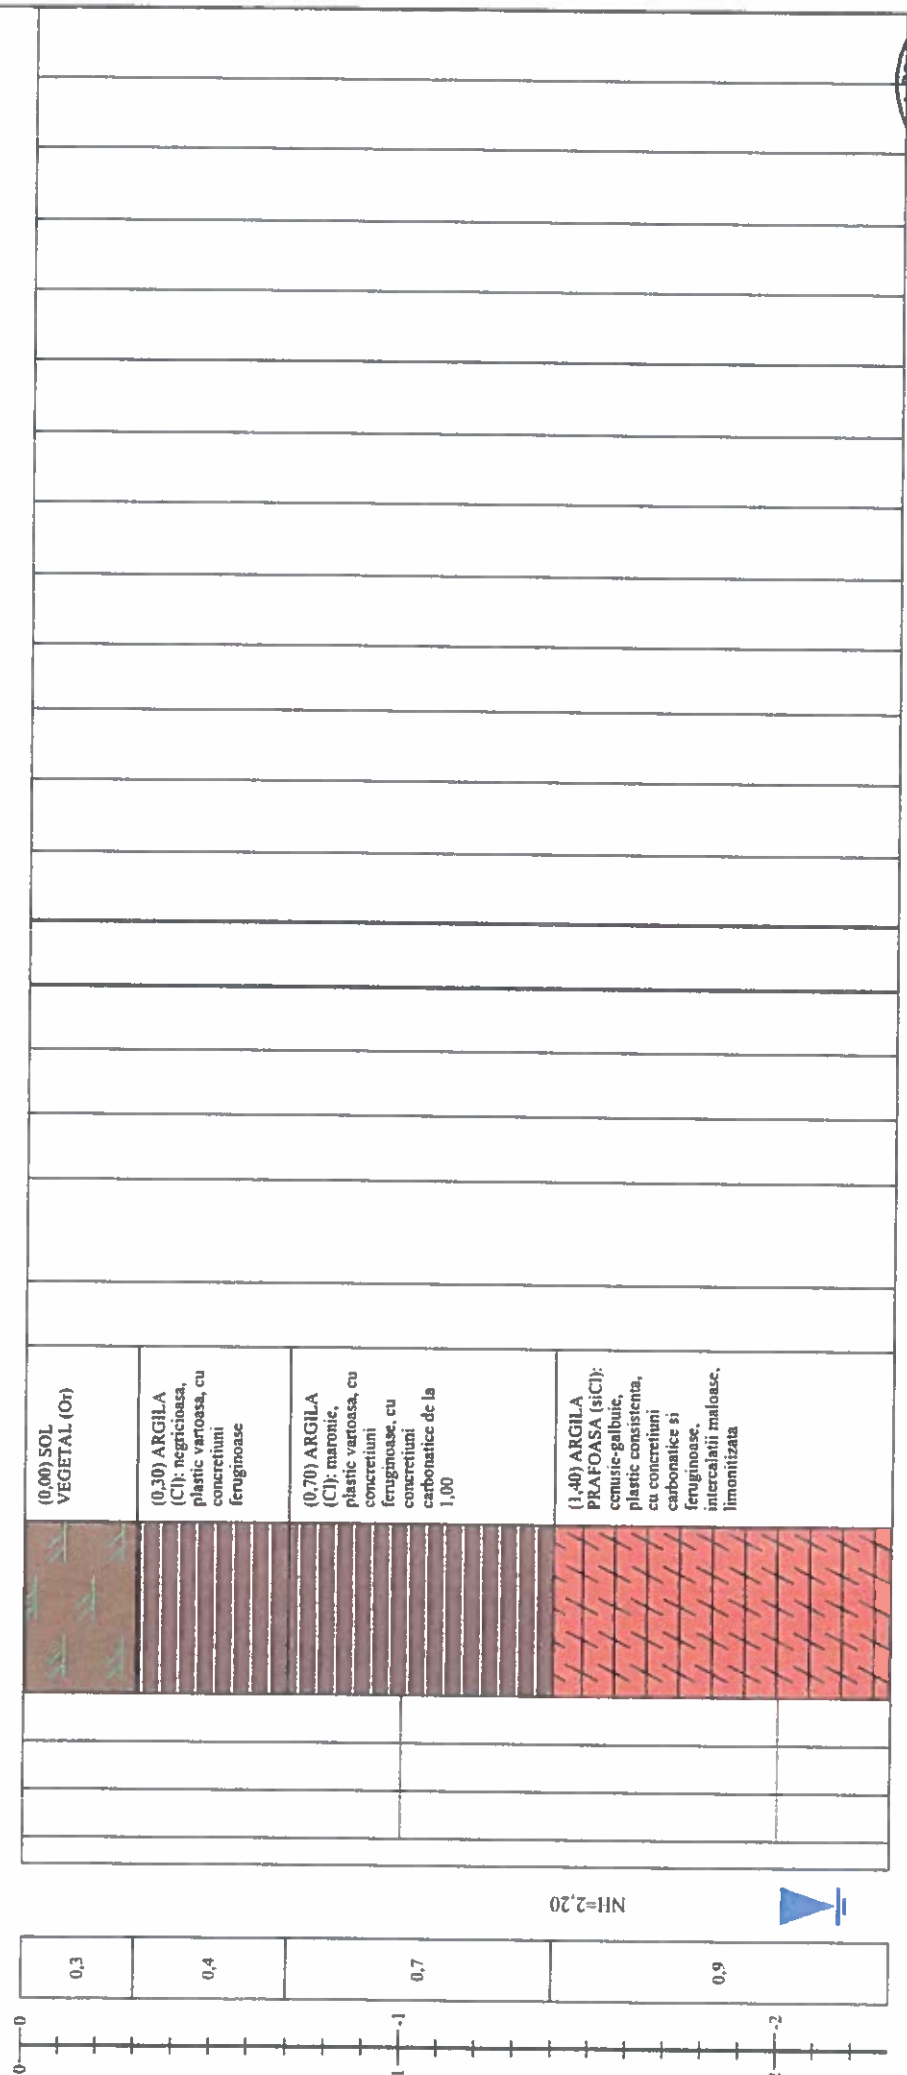 (0,00) SOL
VEGETAL (Or)
(0,30) ARGILA
(Cl): negricioasa,
plastic vartoasa, cu
concretiuni
feruginoase
(0,70) ARGILA
(Cl): maronie,
plastic vartoasa, cu
concretiuni
feruginoase, cu
concretiuni
carbonatice de la
1,00
(1,40) ARGILA
PRAFOASA (siCl):
cenusie-galbuie,
plastic consistenta,
cu concretiuni
carbonatice si
feruginoase,
intercalatii maloase,
limonitizata
NH=2,20
0,3
0,4
0,7
0,9
0
0
-1
-2